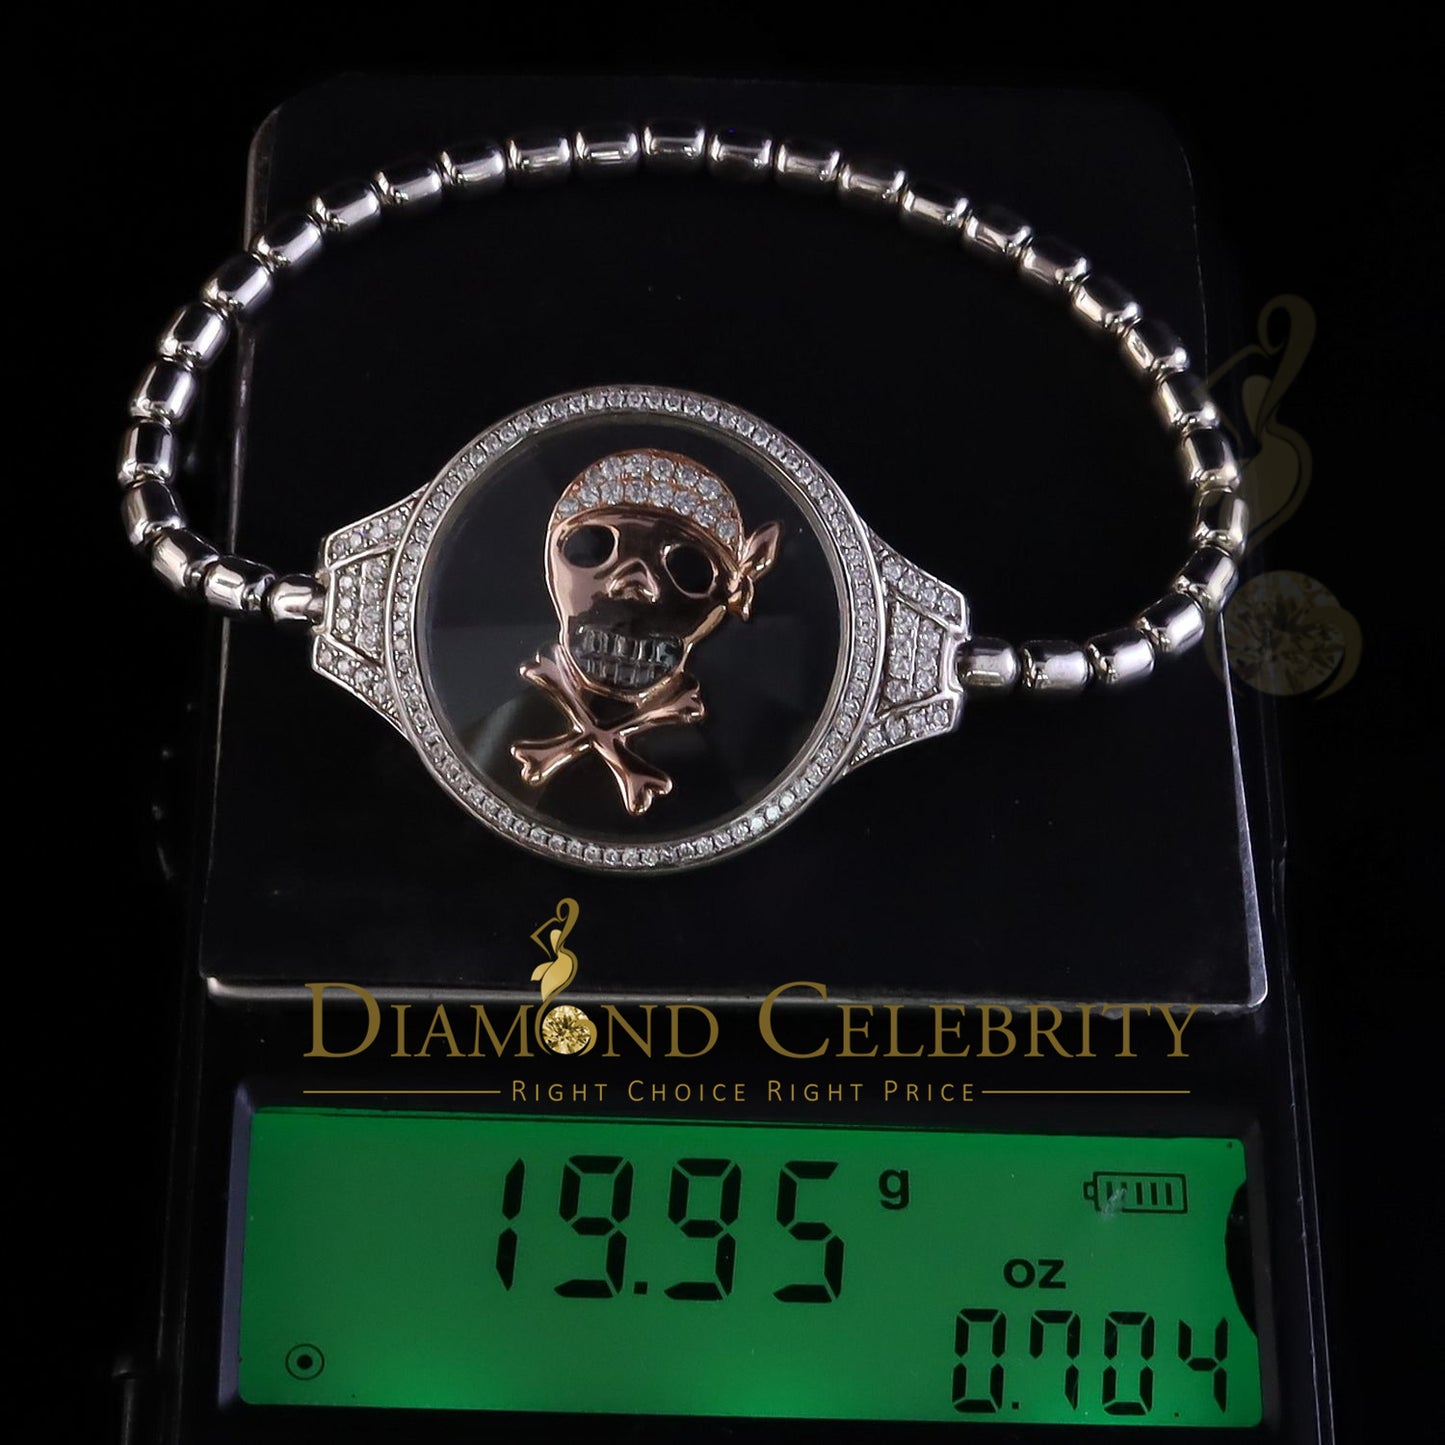 DIAMOND CELEBRITY
RIGHT CHOICE RIGHT PRICE
19.95 g
oz
0.704